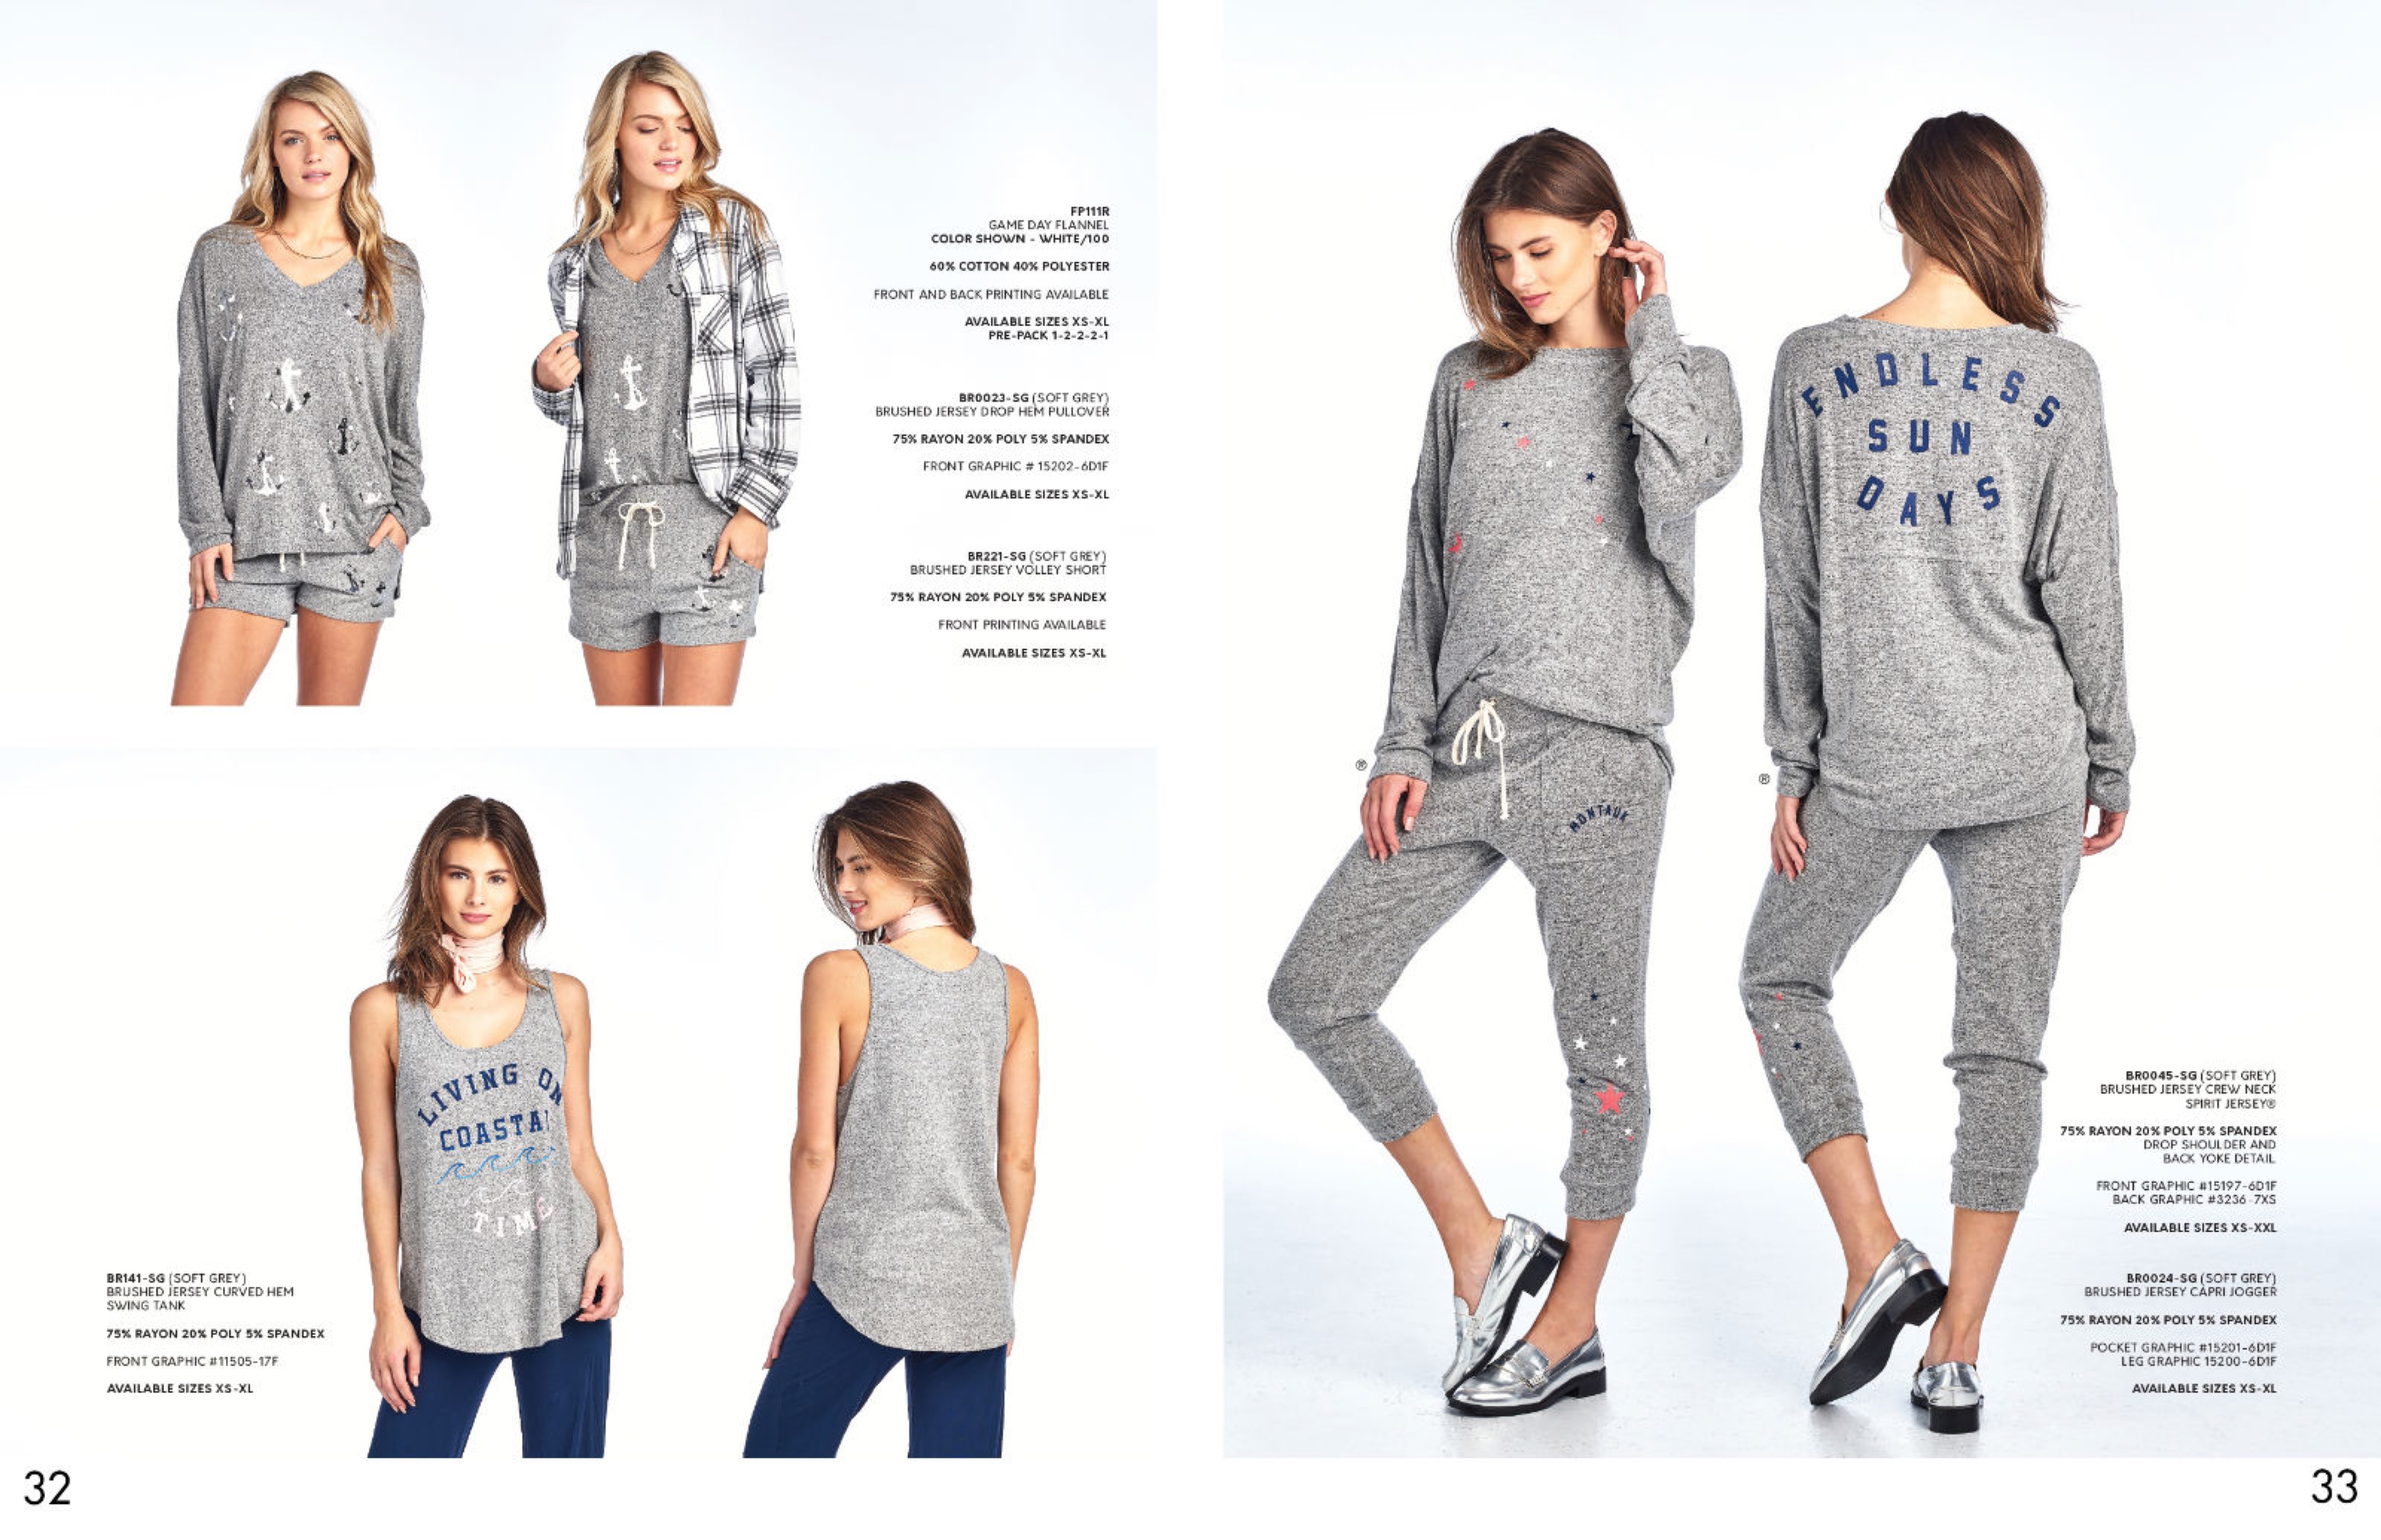 FP111R
GAME DAY FLANNEL
COLOR SHOWN - WHITE/100
60% COTTON 40% POLYESTER
FRONT AND BACK PRINTING AVAILABLE
AVAILABLE SIZES XS-XL
PRE-PACK 1-2-2-2-1
BR0023-SG (SOFT GREY)
BRUSHED JERSEY DROP HEM PULLOVER
75% RAYON 20% POLY 5% SPANDEX
FRONT GRAPHIC # 15202-6D1F
AVAILABLE SIZES XS-XL
BR221-SG (SOFT GREY)
BRUSHED JERSEY VOLLEY SHORT
75% RAYON 20% POLY 5% SPANDEX
FRONT PRINTING AVAILABLE
AVAILABLE SIZES XS-XL
LIVING ON
COASTAL
TIME
BR141-SG (SOFT GREY)
BRUSHED JERSEY CURVED HEM
SWING TANK
75% RAYON 20% POLY 5% SPANDEX
FRONT GRAPHIC #11505-17F
AVAILABLE SIZES XS-XL
32
ENDLESS
SUN
DAYS
®
®
MONTAUK
BR0045-SG (SOFT GREY)
BRUSHED JERSEY CREW NECK
SPIRIT JERSEY®
75% RAYON 20% POLY 5% SPANDEX
DROP SHOULDER AND
BACK YOKE DETAIL
FRONT GRAPHIC #15197-6D1F
BACK GRAPHIC #3236-7XS
AVAILABLE SIZES XS-XXL
BR0024-SG (SOFT GREY)
BRUSHED JERSEY CAPRI JOGGER
75% RAYON 20% POLY 5% SPANDEX
POCKET GRAPHIC #15201-6D1F
LEG GRAPHIC 15200-6D1F
AVAILABLE SIZES XS-XL
33